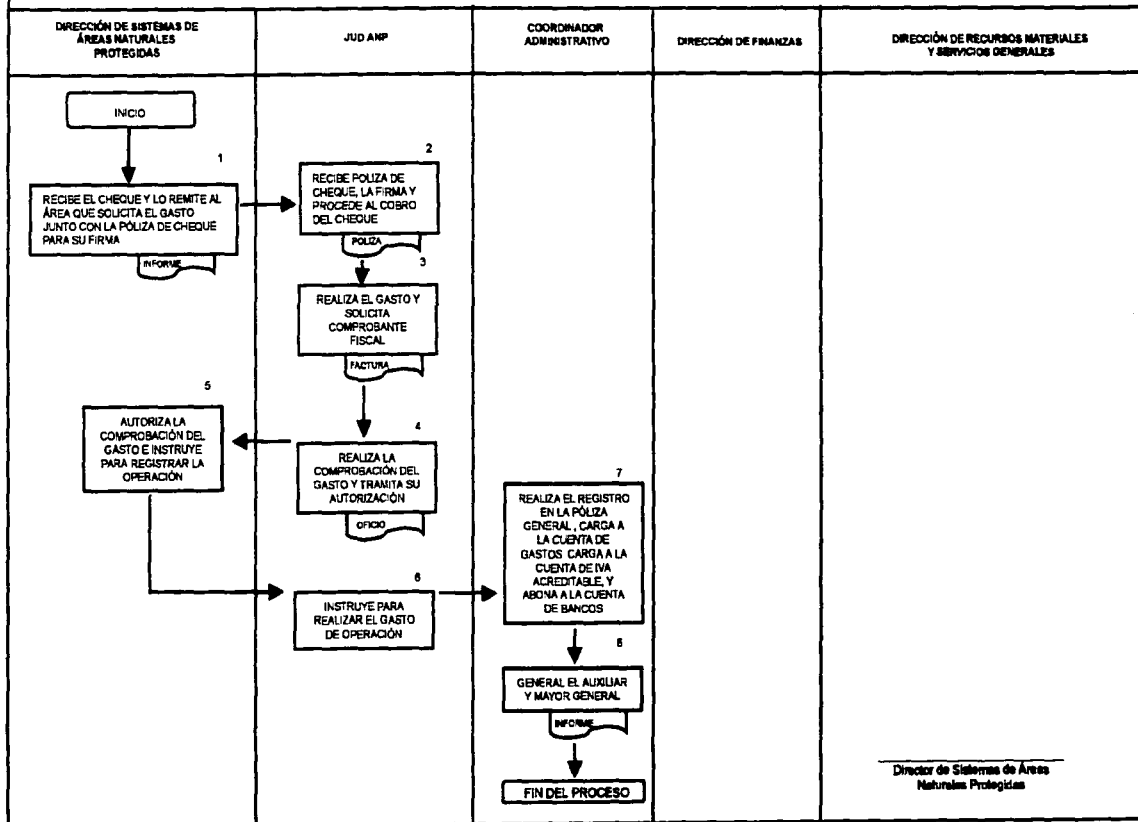 DIRECCIÓN DE SISTEMAS DE
ÁREAS NATURALES
PROTEGIDAS
JUD ANP
COORDINADOR
ADMINISTRATIVO
DIRECCIÓN DE FINANZAS
DIRECCIÓN DE RECURSOS MATERIALES
Y SERVICIOS GENERALES
INICIO
1
RECIBE EL CHEQUE Y LO REMITE AL
ÁREA QUE SOLICITA EL GASTO
JUNTO CON LA PÓLIZA DE CHEQUE
PARA SU FIRMA
INFORME
2
RECIBE POLIZA DE
CHEQUE, LA FIRMA Y
PROCEDE AL COBRO
DEL CHEQUE
POLIZA
3
REALIZA EL GASTO Y
SOLICITA
COMPROBANTE
FISCAL
FACTURA
4
REALIZA LA
COMPROBACIÓN DEL
GASTO Y TRAMITA SU
AUTORIZACIÓN
OFICIO
5
AUTORIZA LA
COMPROBACIÓN DEL
GASTO E INSTRUYE
PARA REGISTRAR LA
OPERACIÓN
6
INSTRUYE PARA
REALIZAR EL GASTO
DE OPERACIÓN
7
REALIZA EL REGISTRO
EN LA PÓLIZA
GENERAL, CARGA A
LA CUENTA DE
GASTOS CARGA A LA
CUENTA DE IVA
ACREDITABLE, Y
ABONA A LA CUENTA
DE BANCOS
GENERAL EL AUXILIAR
Y MAYOR GENERAL
INFORME
FIN DEL PROCESO
Director de Sistemas de Áreas
Naturales Protegidas